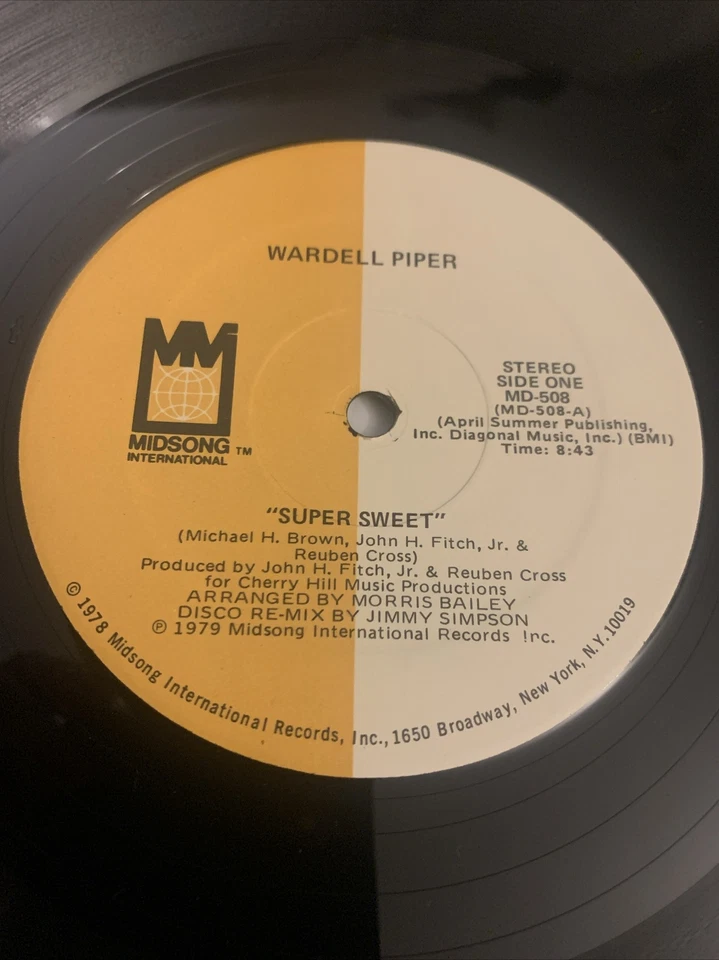 WARDELL PIPER
MM
MIDSONG TM
INTERNATIONAL
STEREO
SIDE ONE
MD-508
(MD-508-A)
(April Summer Publishing,
Inc. Diagonal Music, Inc.) (BMI)
Time: 8:43
"SUPER SWEET"
(Michael H. Brown, John H. Fitch, Jr. &
Reuben Cross)
Produced by John H. Fitch, Jr. & Reuben Cross
for Cherry Hill Music Productions
ARRANGED BY MORRIS BAILEY
DISCO RE-MIX BY JIMMY SIMPSON
℗ 1979 Midsong International Records Inc.
© 1978 Midsong International Records, Inc., 1650 Broadway, New York, N.Y. 10019